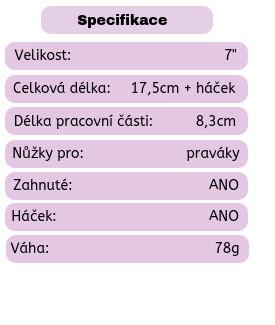 Specifikace
Velikost: 7"
Celková délka: 17,5cm + háček
Délka pracovní části: 8,3cm
Nůžky pro: praváky
Zahnuté: ANO
Háček: ANO
Váha: 78g